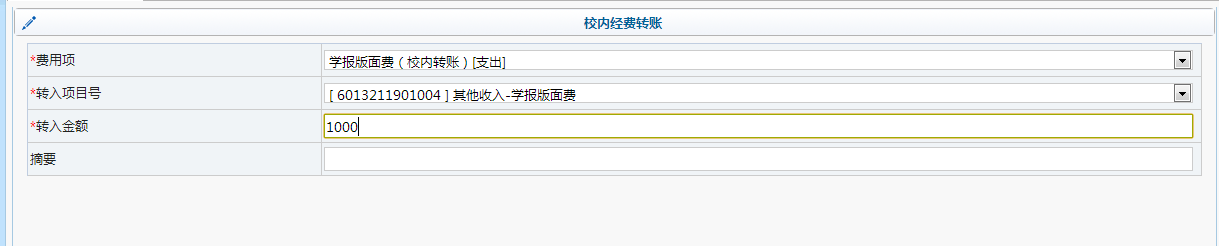 校内经费转账
*费用项 学报版面费（校内转账）[支出]
*转入项目号 [ 6013211901004 ] 其他收入-学报版面费
*转入金额 1000
摘要